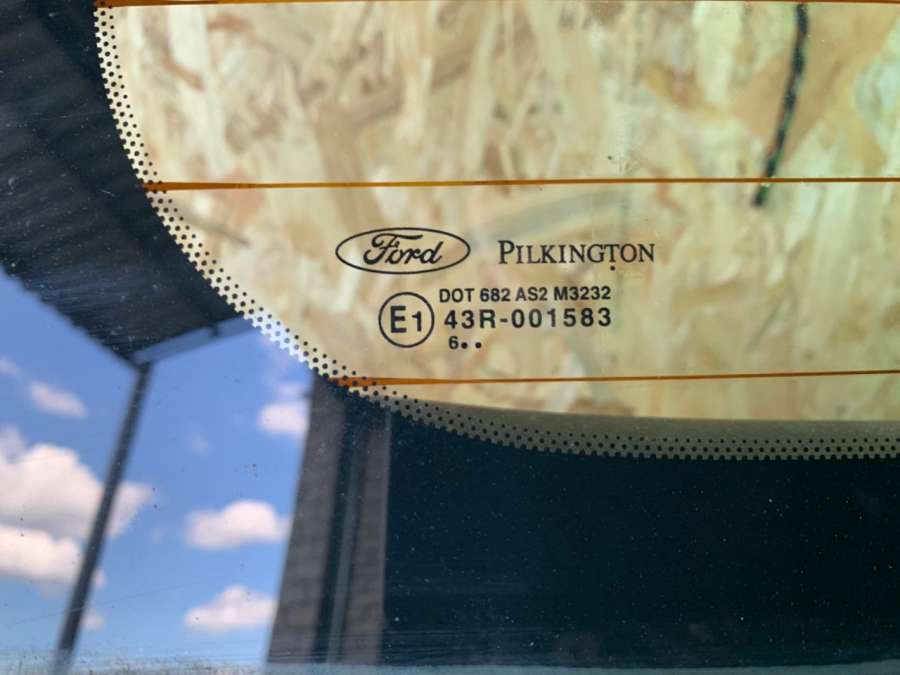 Ford PILKINGTON
DOT 682 AS2 M3232
E1 43R-001583
6..